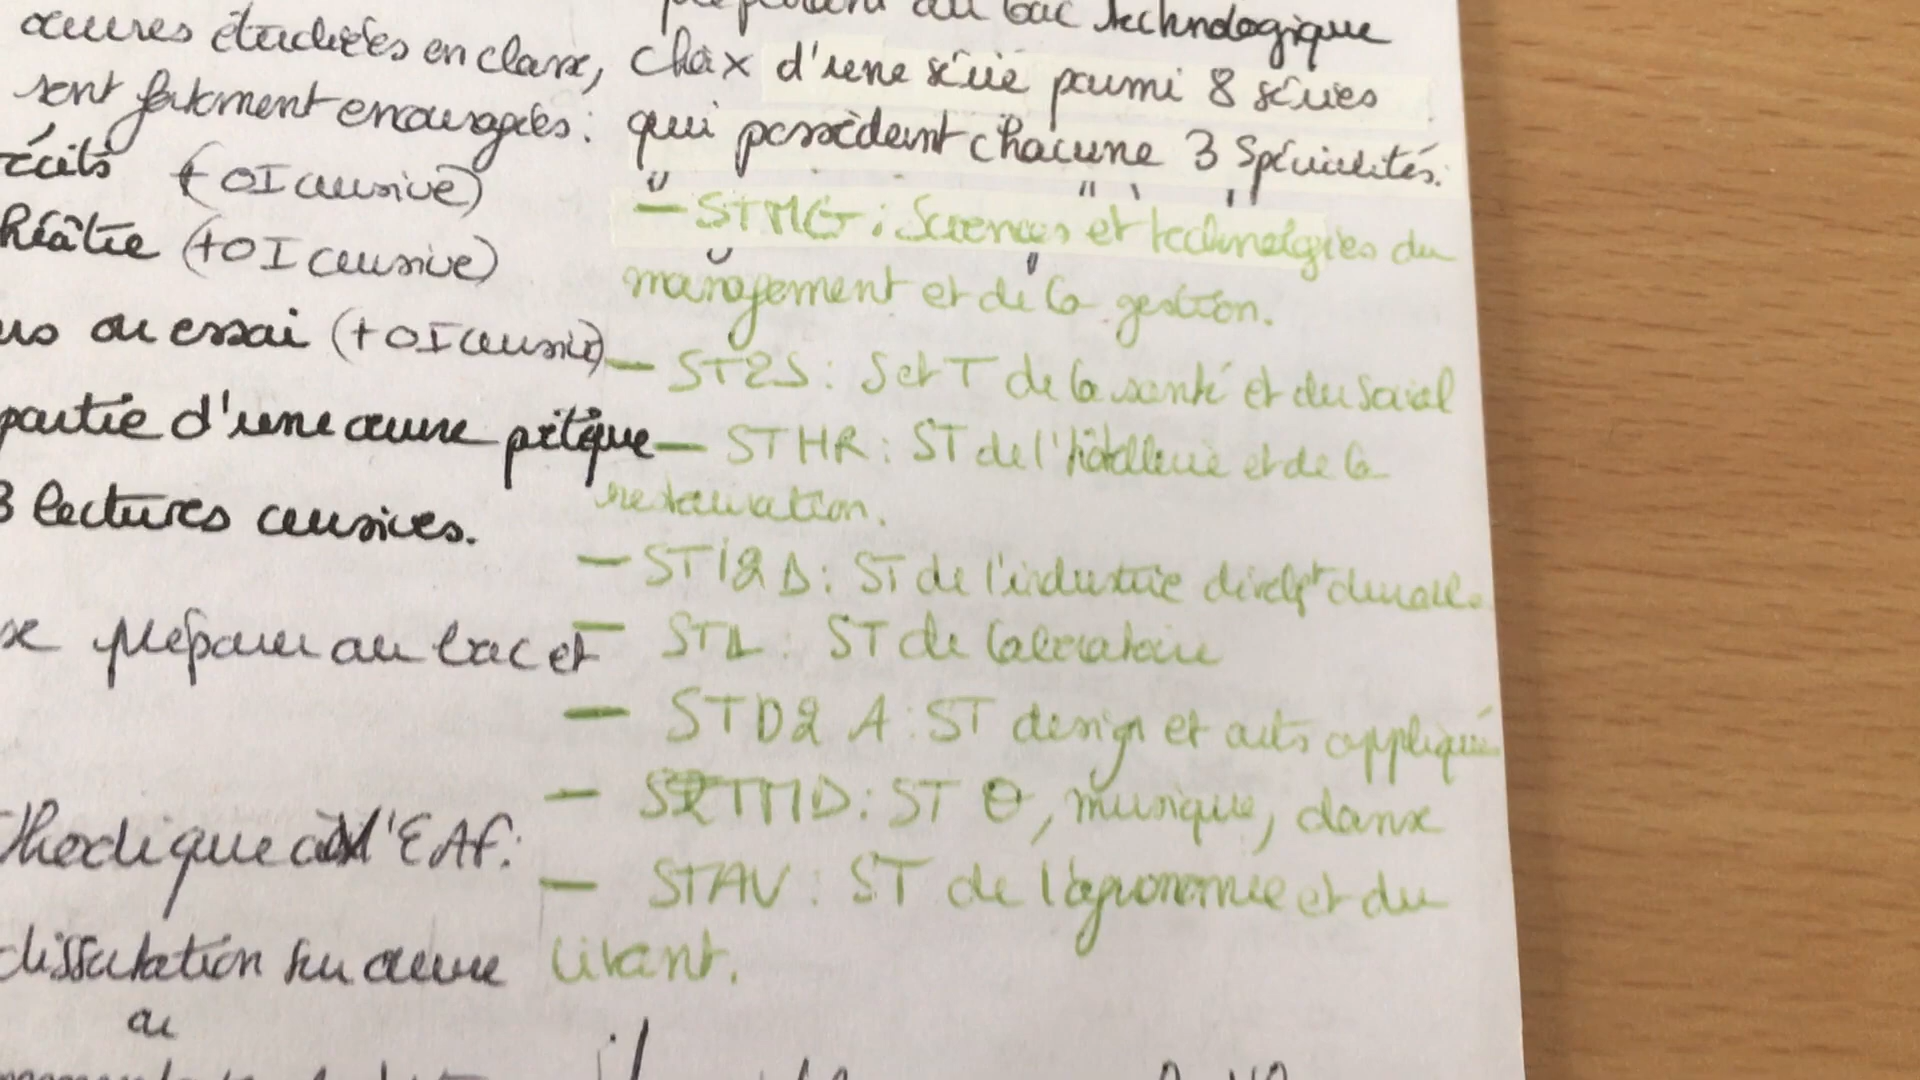 œuvres étudiées en classe,
sont fortement encouragées :
récits (+ OI cursive)
théâtre (+ OI cursive)
ou essai (+ OI cursive)
partie d'une œuvre poétique
3 lectures cursives.
préparer au bac et
à l'EAF :
dissertation sur œuvre
ou
au bac technologique
choix d'une série parmi 8 séries
qui possèdent chacune 3 spécialités.
— STMG : Sciences et technologies du
management et de la gestion.
— ST2S : S et T de la santé et du social
— STHR : ST de l'hôtellerie et de la
restauration.
— STI2D : ST de l'industrie dvelpt durable
— STL : ST de laboratoire
— STD2A : ST design et arts appliqués
— S2TMD : ST θ, musique, danse
— STAV : ST de l'agronomie et du
vivant.